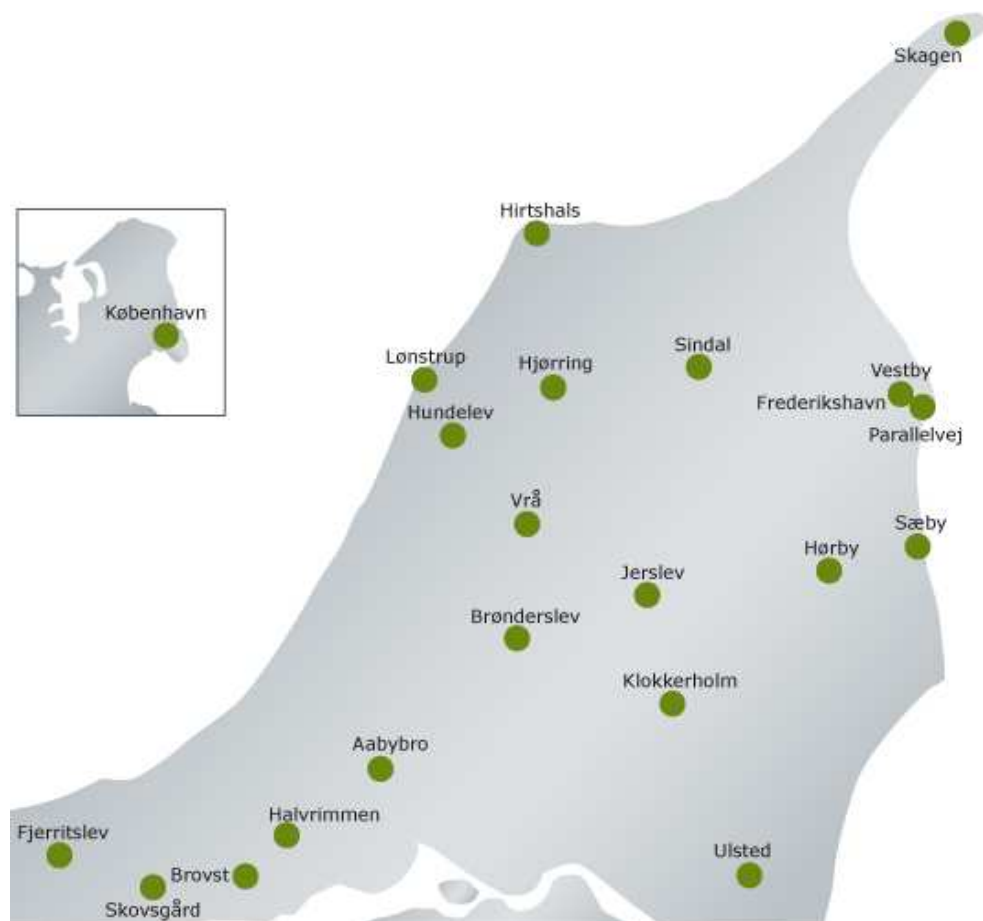 Skagen
Hirtshals
København
Sindal
Lønstrup
Hjørring
Vestby
Frederikshavn
Hundelev
Parallelvej
Vrå
Sæby
Hørby
Jerslev
Brønderslev
Klokkerholm
Aabybro
Halvrimmen
Fjerritslev
Ulsted
Brovst
Skovsgård